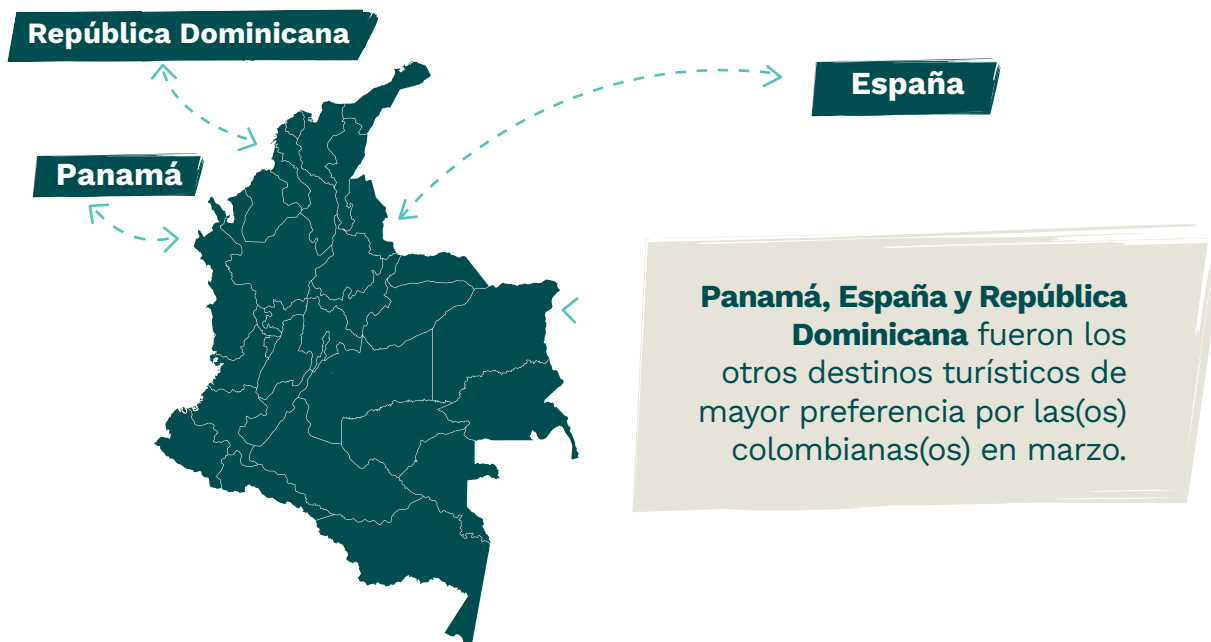 República Dominicana
España
Panamá
Panamá, España y República
Dominicana fueron los
otros destinos turísticos de
mayor preferencia por las(os)
colombianas(os) en marzo.